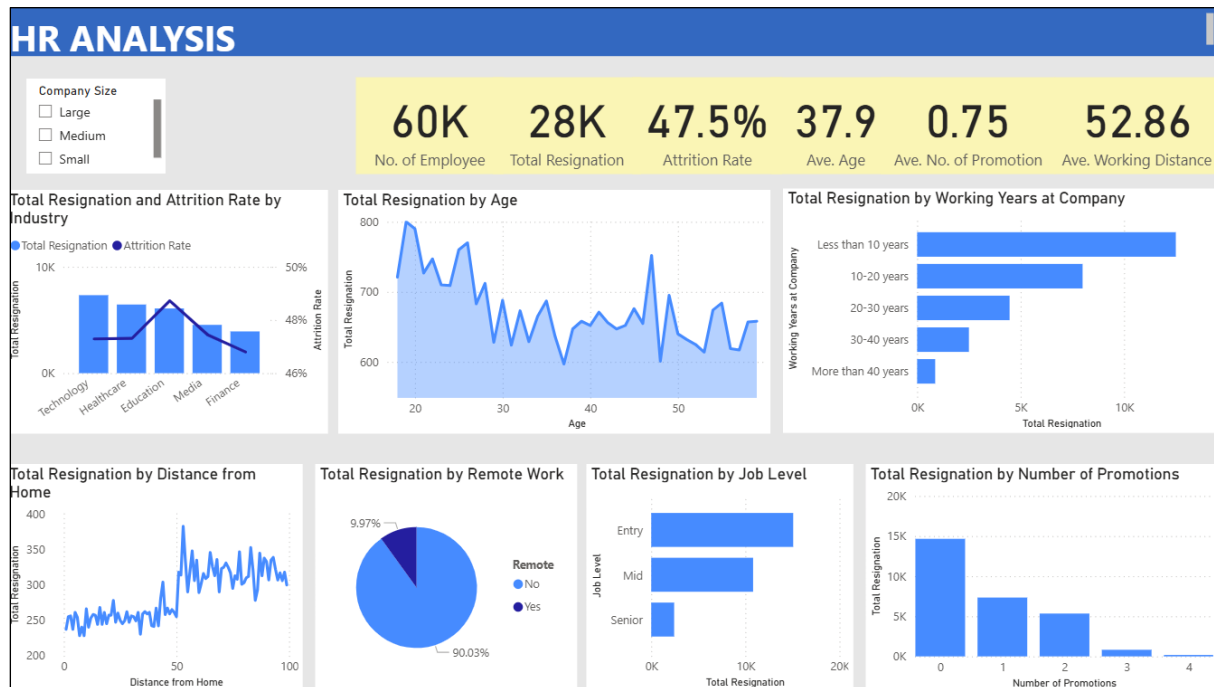 HR ANALYSIS
Company Size
Large
Medium
Small
60K
28K
47.5%
37.9
0.75
52.86
No. of Employee
Total Resignation
Attrition Rate
Ave. Age
Ave. No. of Promotion
Ave. Working Distance
Total Resignation and Attrition Rate by
Industry
Total Resignation
Attrition Rate
10K
0K
Total Resignation
50%
48%
46%
Attrition Rate
Technology
Healthcare
Education
Media
Finance
Total Resignation by Age
800
700
600
Total Resignation
20
30
40
50
Age
Total Resignation by Working Years at Company
Working Years at Company
Less than 10 years
10-20 years
20-30 years
30-40 years
More than 40 years
0K
5K
10K
Total Resignation
Total Resignation by Distance from
Home
400
350
300
250
200
Total Resignation
0
50
100
Distance from Home
Total Resignation by Remote Work
9.97%
90.03%
Remote
No
Yes
Total Resignation by Job Level
Job Level
Entry
Mid
Senior
0K
10K
20K
Total Resignation
Total Resignation by Number of Promotions
20K
15K
10K
5K
0K
Total Resignation
0
1
2
3
4
Number of Promotions